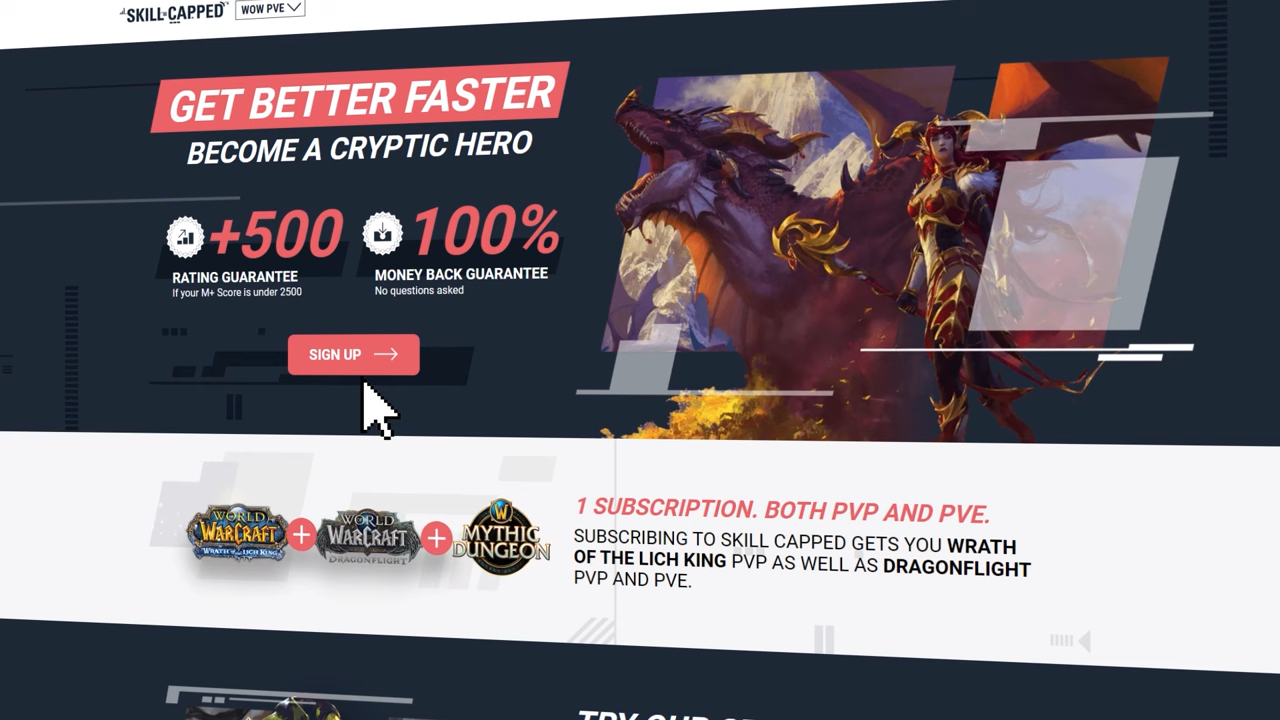 SKILL CAPPED
WOW PVE
GET BETTER FASTER
BECOME A CRYPTIC HERO
+500
100%
RATING GUARANTEE
If your M+ Score is under 2500
MONEY BACK GUARANTEE
No questions asked
SIGN UP
WORLD
WARCRAFT
WRATH of the LICH KING
WORLD
WARCRAFT
DRAGONFLIGHT
W
MYTHIC
DUNGEON
1 SUBSCRIPTION. BOTH PVP AND PVE.
SUBSCRIBING TO SKILL CAPPED GETS YOU WRATH
OF THE LICH KING PVP AS WELL AS DRAGONFLIGHT
PVP AND PVE.
TRY OUR